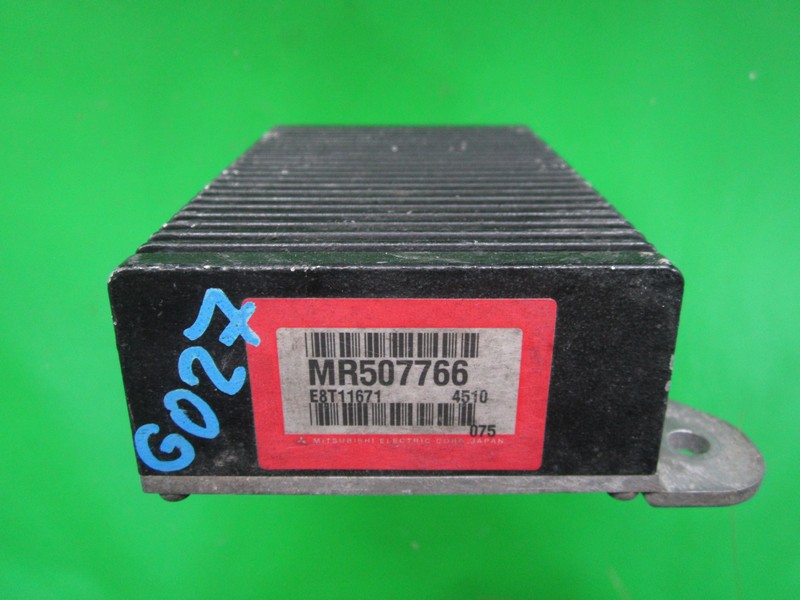 G027
MR507766
E8T11671 4510
075
MITSUBISHI ELECTRIC CORP. JAPAN